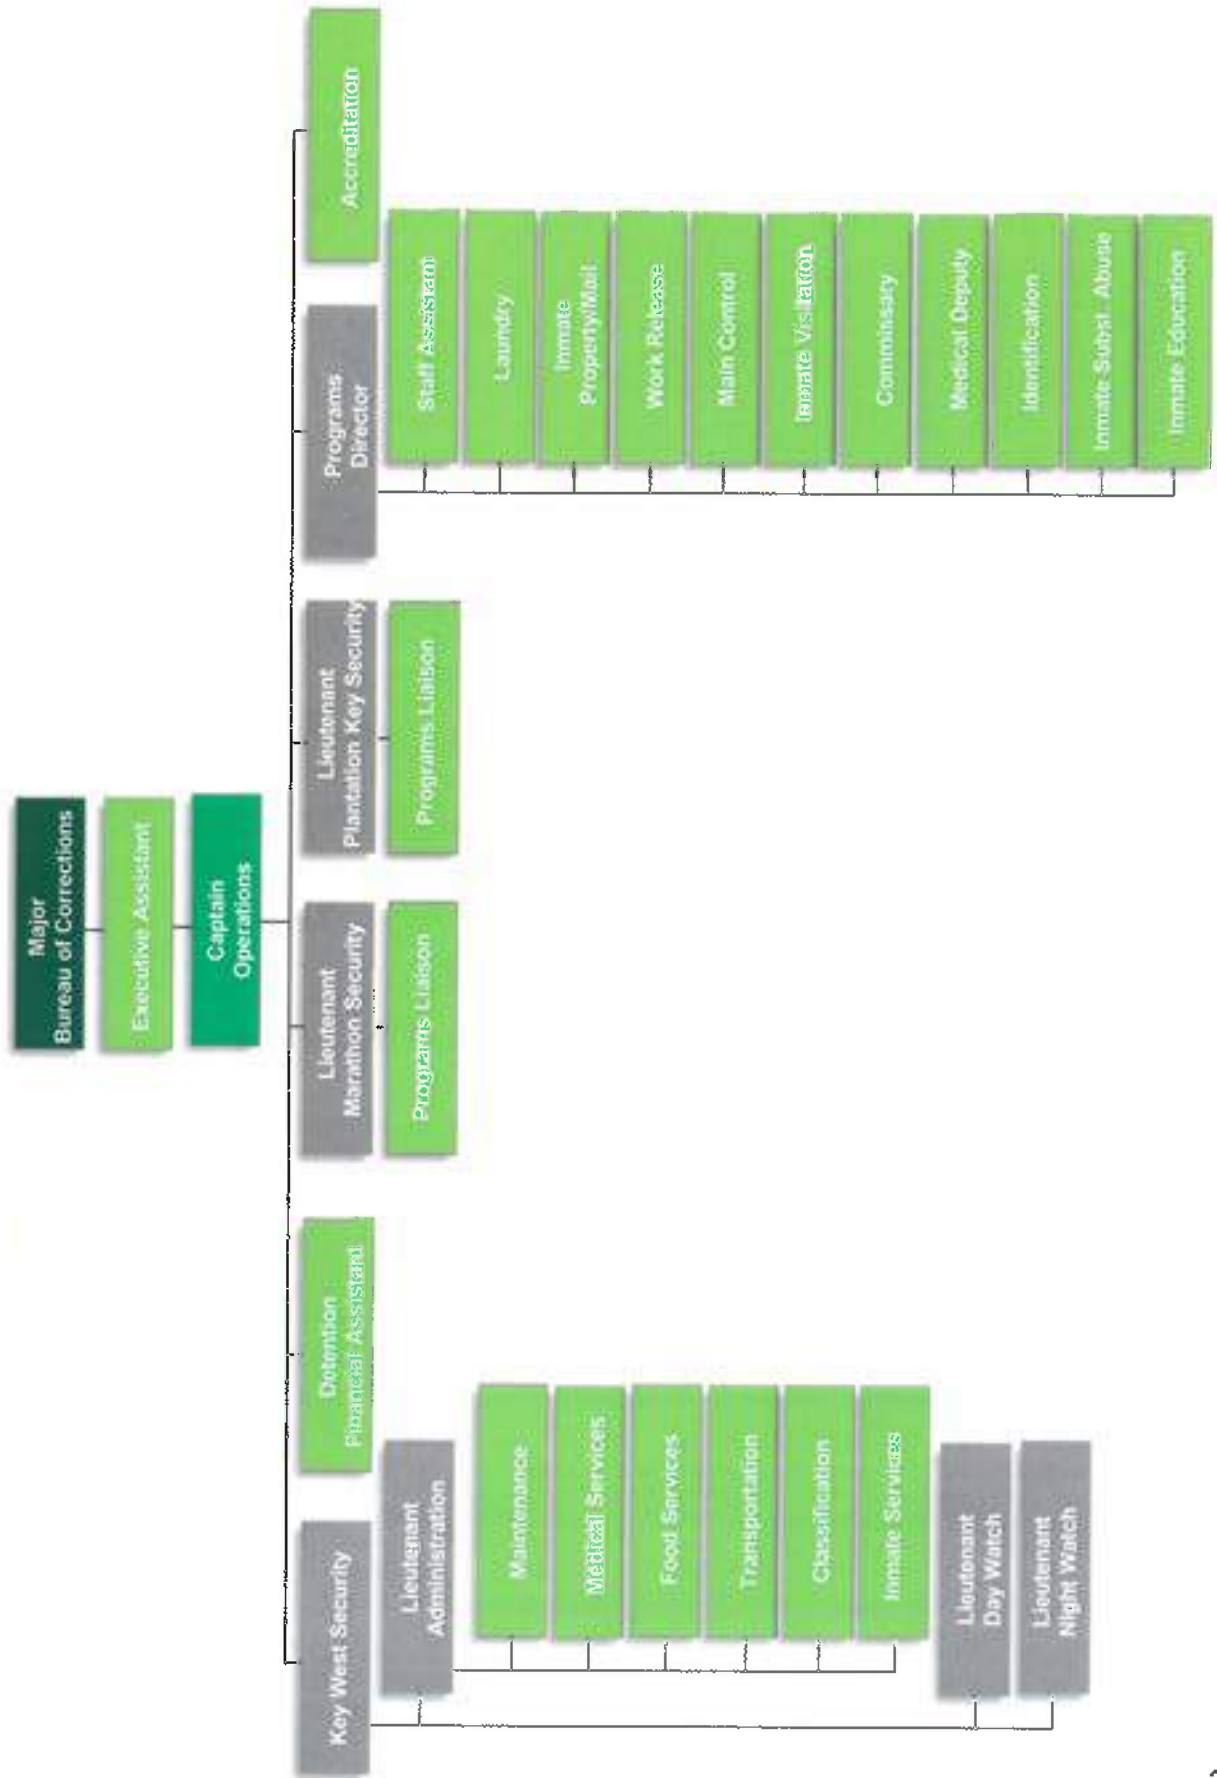 Major
Bureau of Corrections
Executive Assistant
Captain
Operations
Key West Security
Detention
Financial Assistant
Lieutenant
Marathon Security
Lieutenant
Plantation Key Security
Programs
Director
Accreditation
Lieutenant
Administration
Maintenance
Medical Services
Food Services
Transportation
Classification
Inmate Services
Lieutenant
Day Watch
Lieutenant
Night Watch
Programs Liaison
Programs Liaison
Staff Assistant
Laundry
Inmate
Property/Mail
Work Release
Main Control
Inmate Visitation
Commissary
Medical Deputy
Identification
Inmate Subst. Abuse
Inmate Education